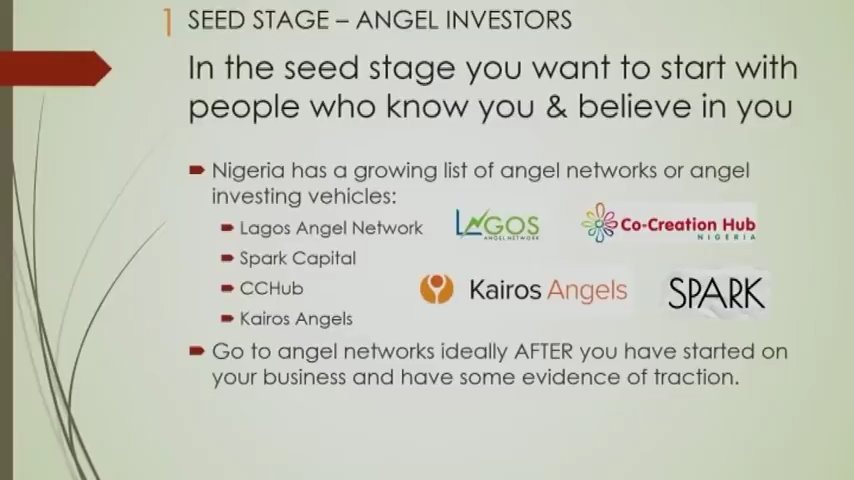 1 SEED STAGE – ANGEL INVESTORS
In the seed stage you want to start with
people who know you & believe in you
Nigeria has a growing list of angel networks or angel
investing vehicles:
Lagos Angel Network
Spark Capital
CCHub
Kairos Angels
LAGOS
ANGEL NETWORK
Co-Creation Hub
NIGERIA
Kairos Angels
SPARK
Go to angel networks ideally AFTER you have started on
your business and have some evidence of traction.